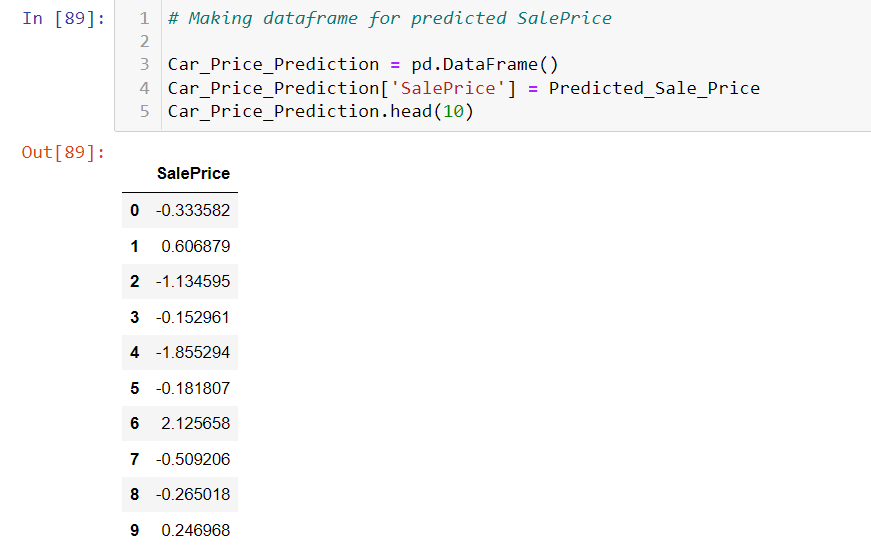 In [89]: 1 # Making dataframe for predicted SalePrice
2
3 Car_Price_Prediction = pd.DataFrame()
4 Car_Price_Prediction['SalePrice'] = Predicted_Sale_Price
5 Car_Price_Prediction.head(10)
Out[89]:
SalePrice
0 -0.333582
1 0.606879
2 -1.134595
3 -0.152961
4 -1.855294
5 -0.181807
6 2.125658
7 -0.509206
8 -0.265018
9 0.246968